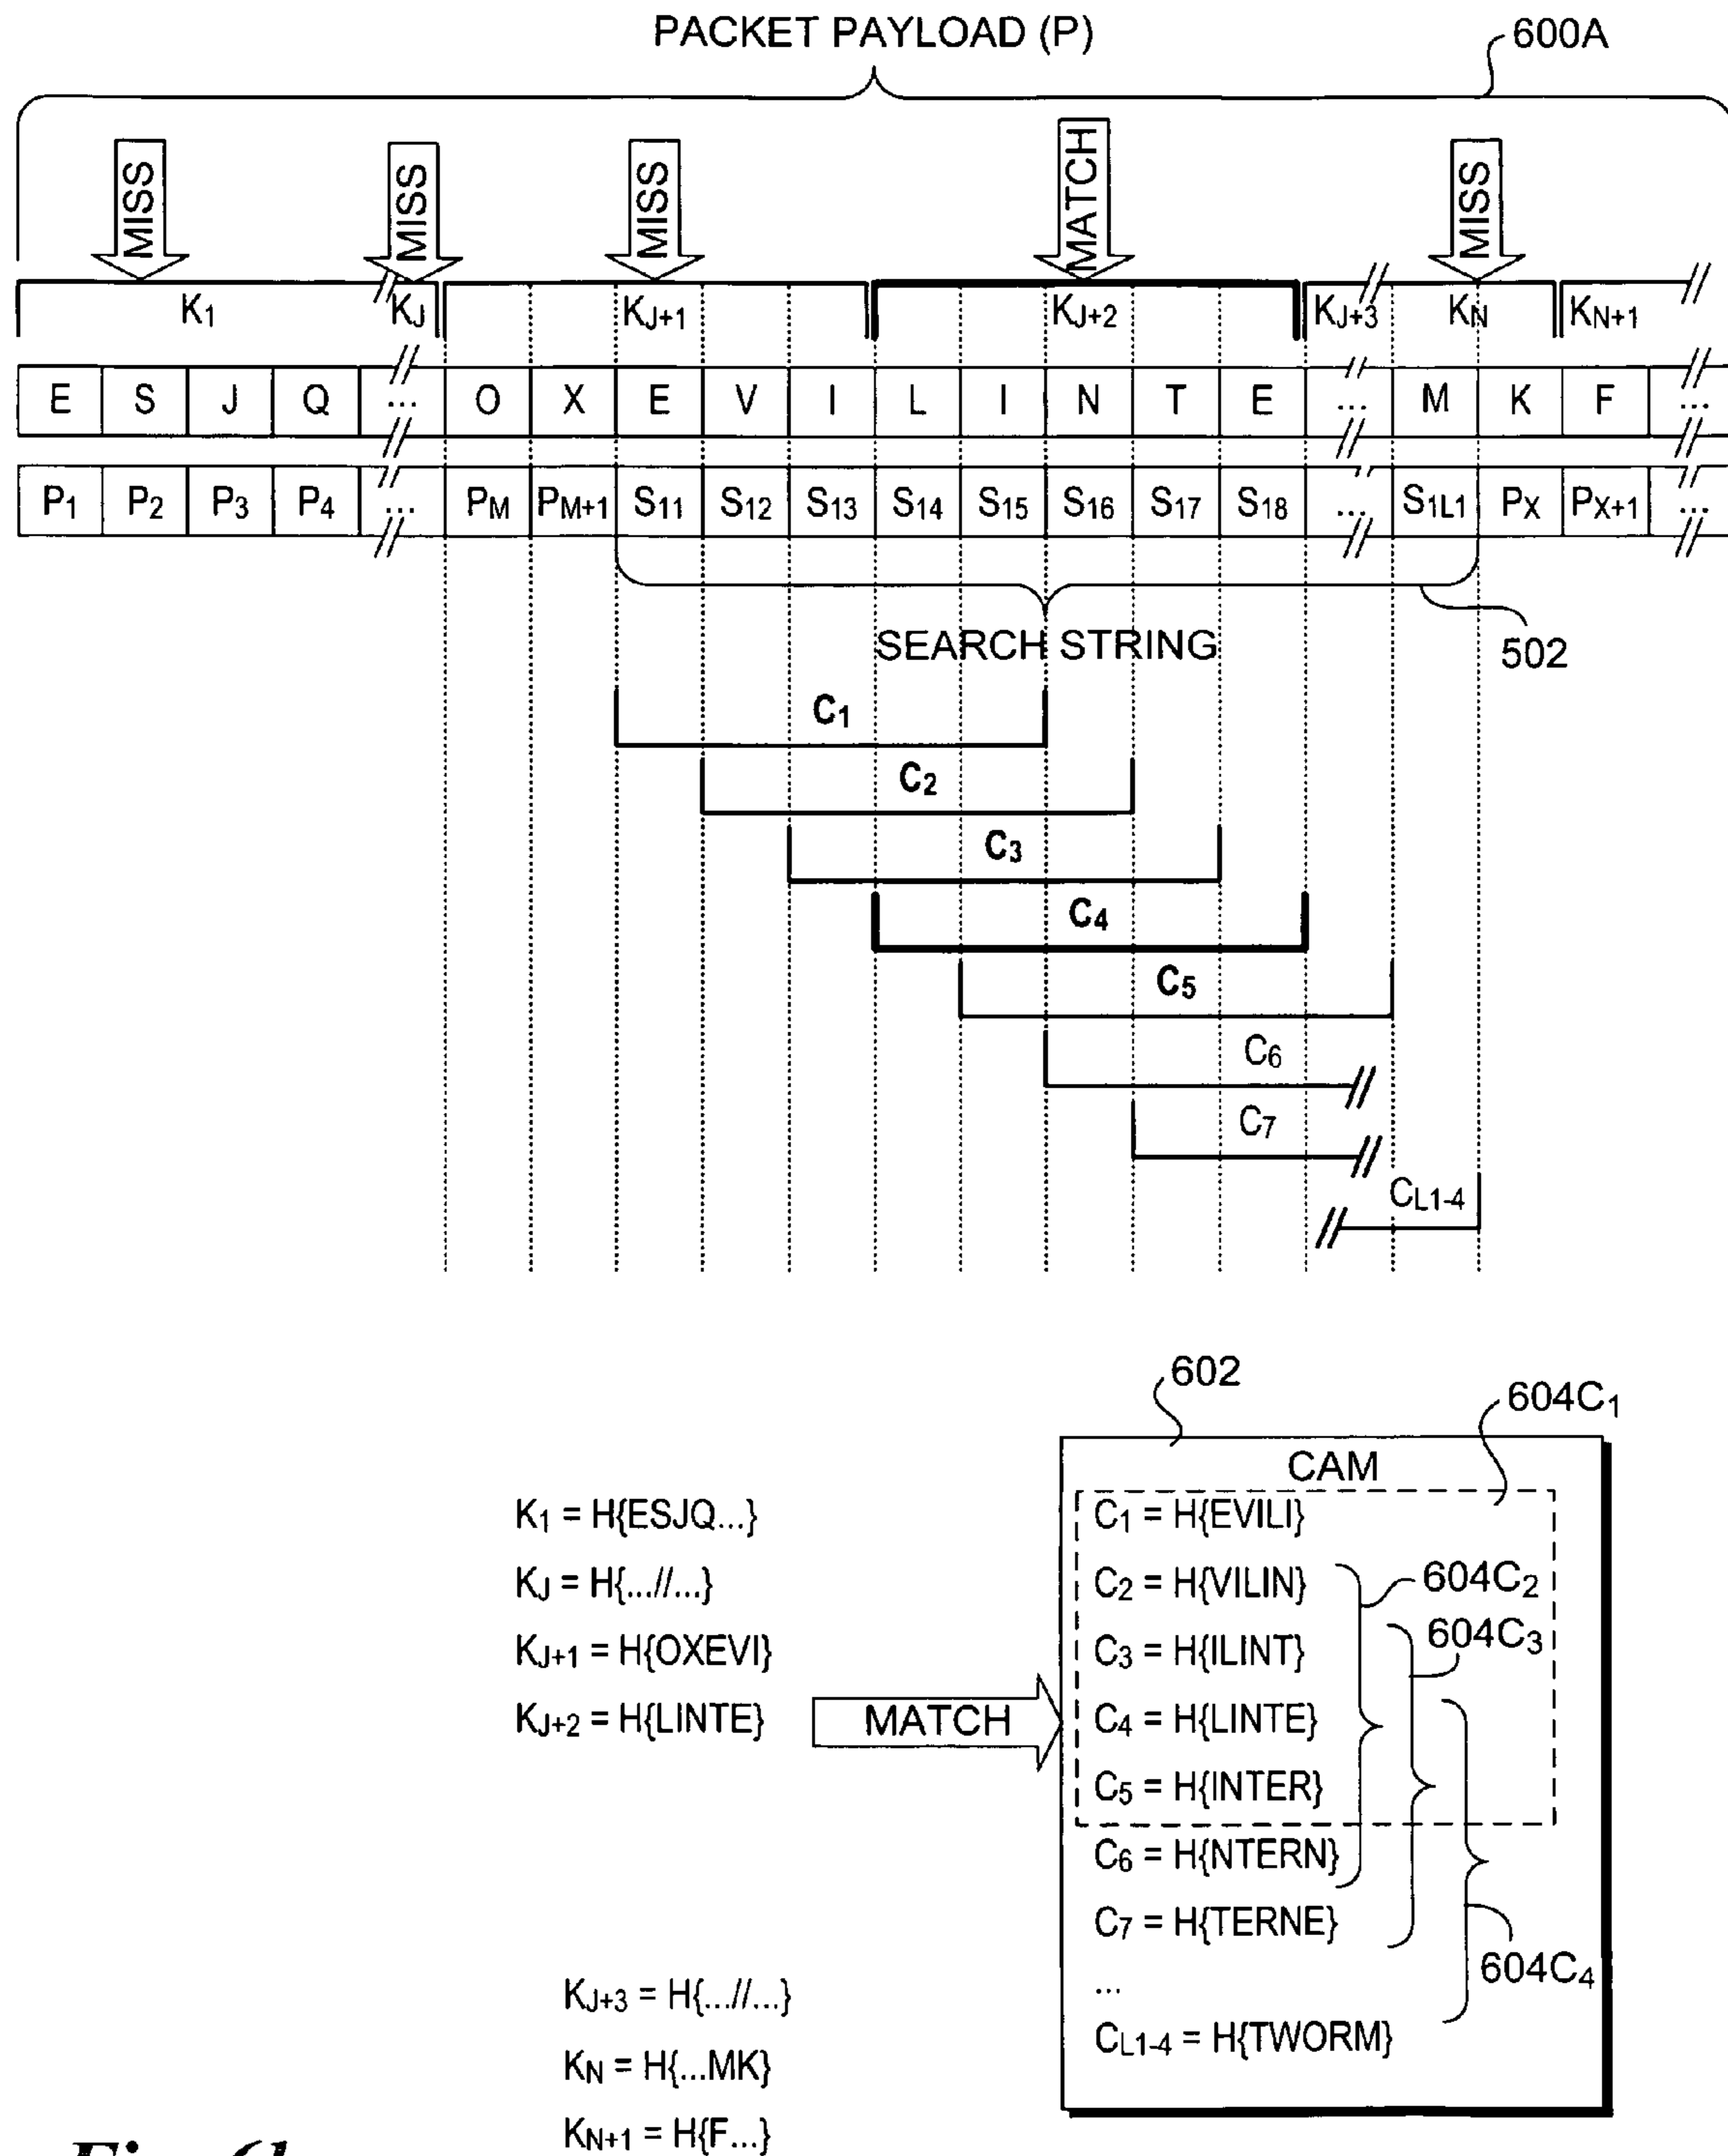 PACKET PAYLOAD (P)
600A
MISS MISS MISS MATCH MISS
K1 KJ KJ+1 KJ+2 KJ+3 KN KN+1
E S J Q ... O X E V I L I N T E ... M K F ...
P1 P2 P3 P4 ... PM PM+1 S11 S12 S13 S14 S15 S16 S17 S18 ... S1L1 PX PX+1 ...
SEARCH STRING
502
C1
C2
C3
C4
C5
C6
C7
CL1-4
602
604C1
CAM
K1 = H{ESJQ...}
KJ = H{...//...}
KJ+1 = H{OXEVI}
KJ+2 = H{LINTE}
MATCH
C1 = H{EVILI}
C2 = H{VILIN}
C3 = H{ILINT}
C4 = H{LINTE}
C5 = H{INTER}
C6 = H{NTERN}
C7 = H{TERNE}
...
CL1-4 = H{TWORM}
604C2
604C3
604C4
KJ+3 = H{...//...}
KN = H{...MK}
KN+1 = H{F...}